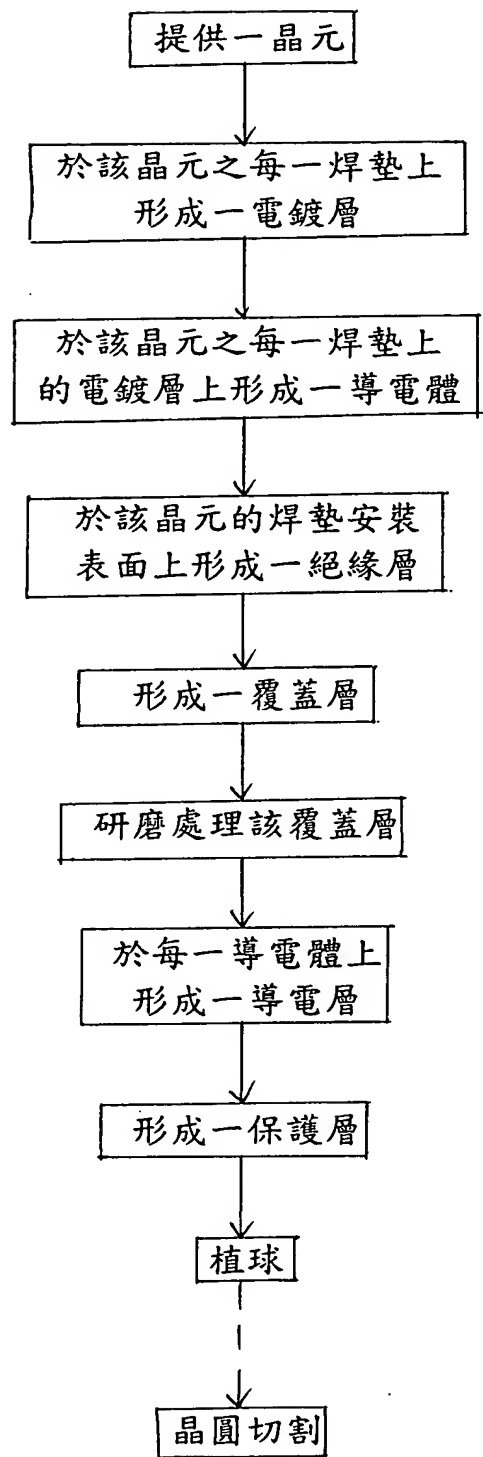 提供一晶元
於該晶元之每一焊墊上
形成一電鍍層
於該晶元之每一焊墊上
的電鍍層上形成一導電體
於該晶元的焊墊安裝
表面上形成一絕緣層
形成一覆蓋層
研磨處理該覆蓋層
於每一導電體上
形成一導電層
形成一保護層
植球
晶圓切割